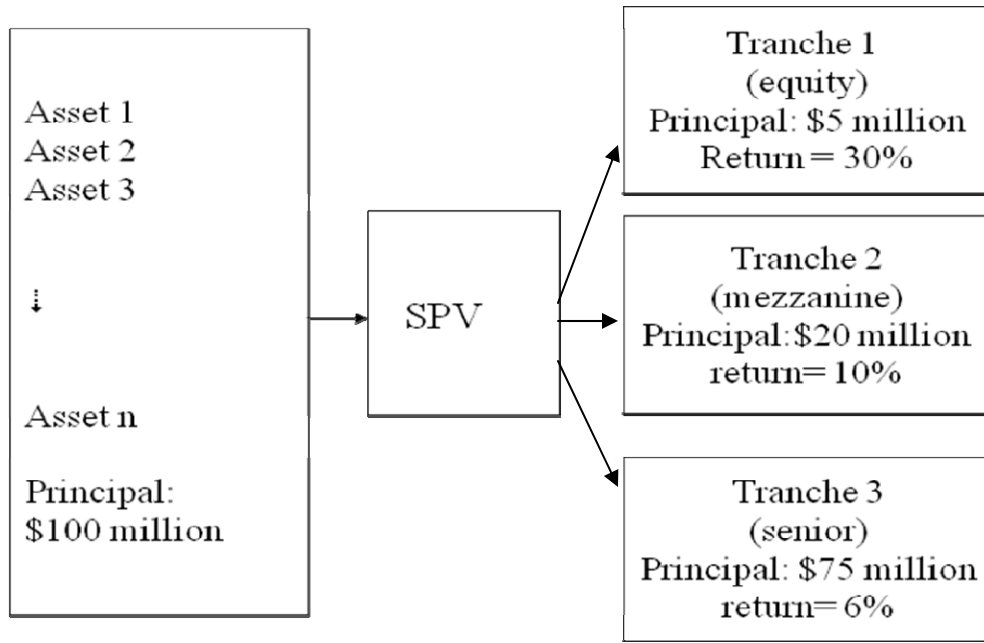 Asset 1
Asset 2
Asset 3
Asset n
Principal:
$100 million
SPV
Tranche 1
(equity)
Principal: $5 million
Return = 30%
Tranche 2
(mezzanine)
Principal:$20 million
return= 10%
Tranche 3
(senior)
Principal: $75 million
return= 6%